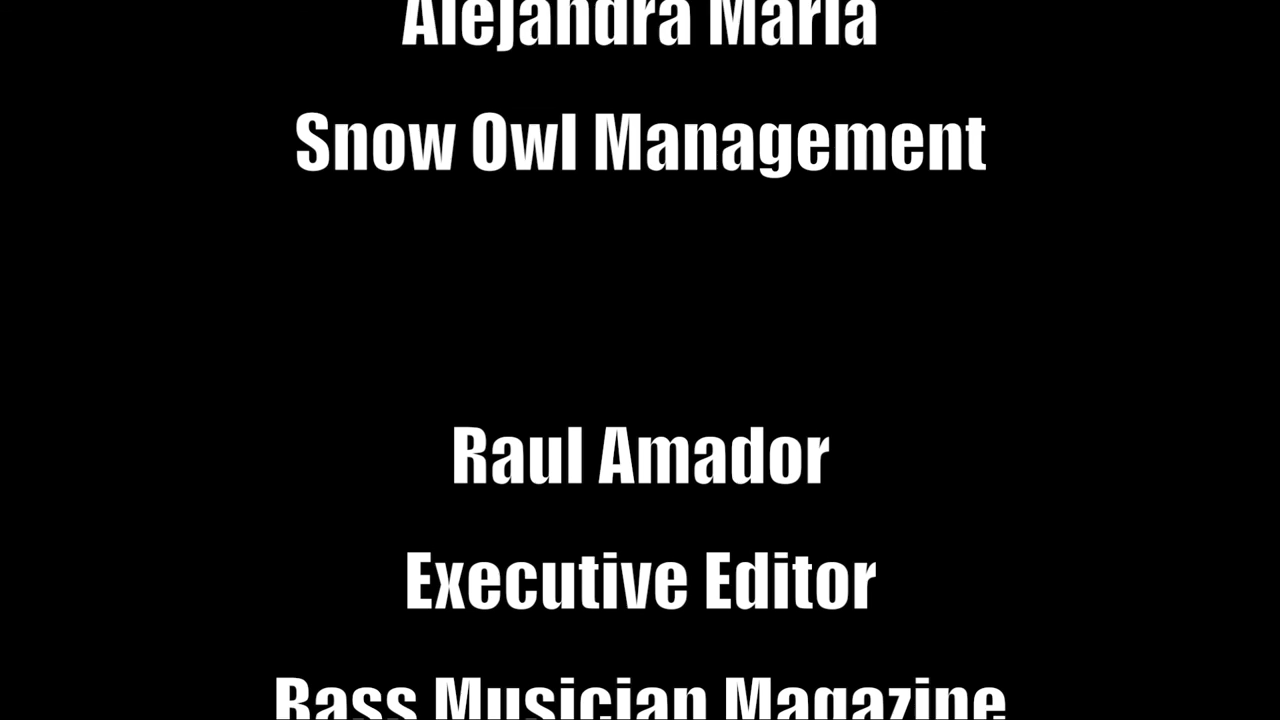 Alejandra Maria
Snow Owl Management
Raul Amador
Executive Editor
Bass Musician Magazine